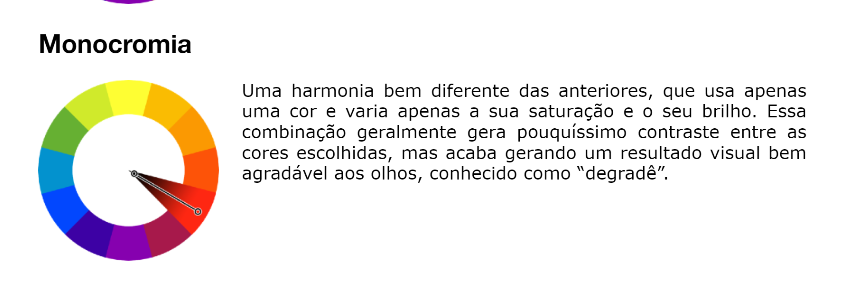 Monocromia
Uma harmonia bem diferente das anteriores, que usa apenas
uma cor e varia apenas a sua saturação e o seu brilho. Essa
combinação geralmente gera pouquíssimo contraste entre as
cores escolhidas, mas acaba gerando um resultado visual bem
agradável aos olhos, conhecido como “degradê”.